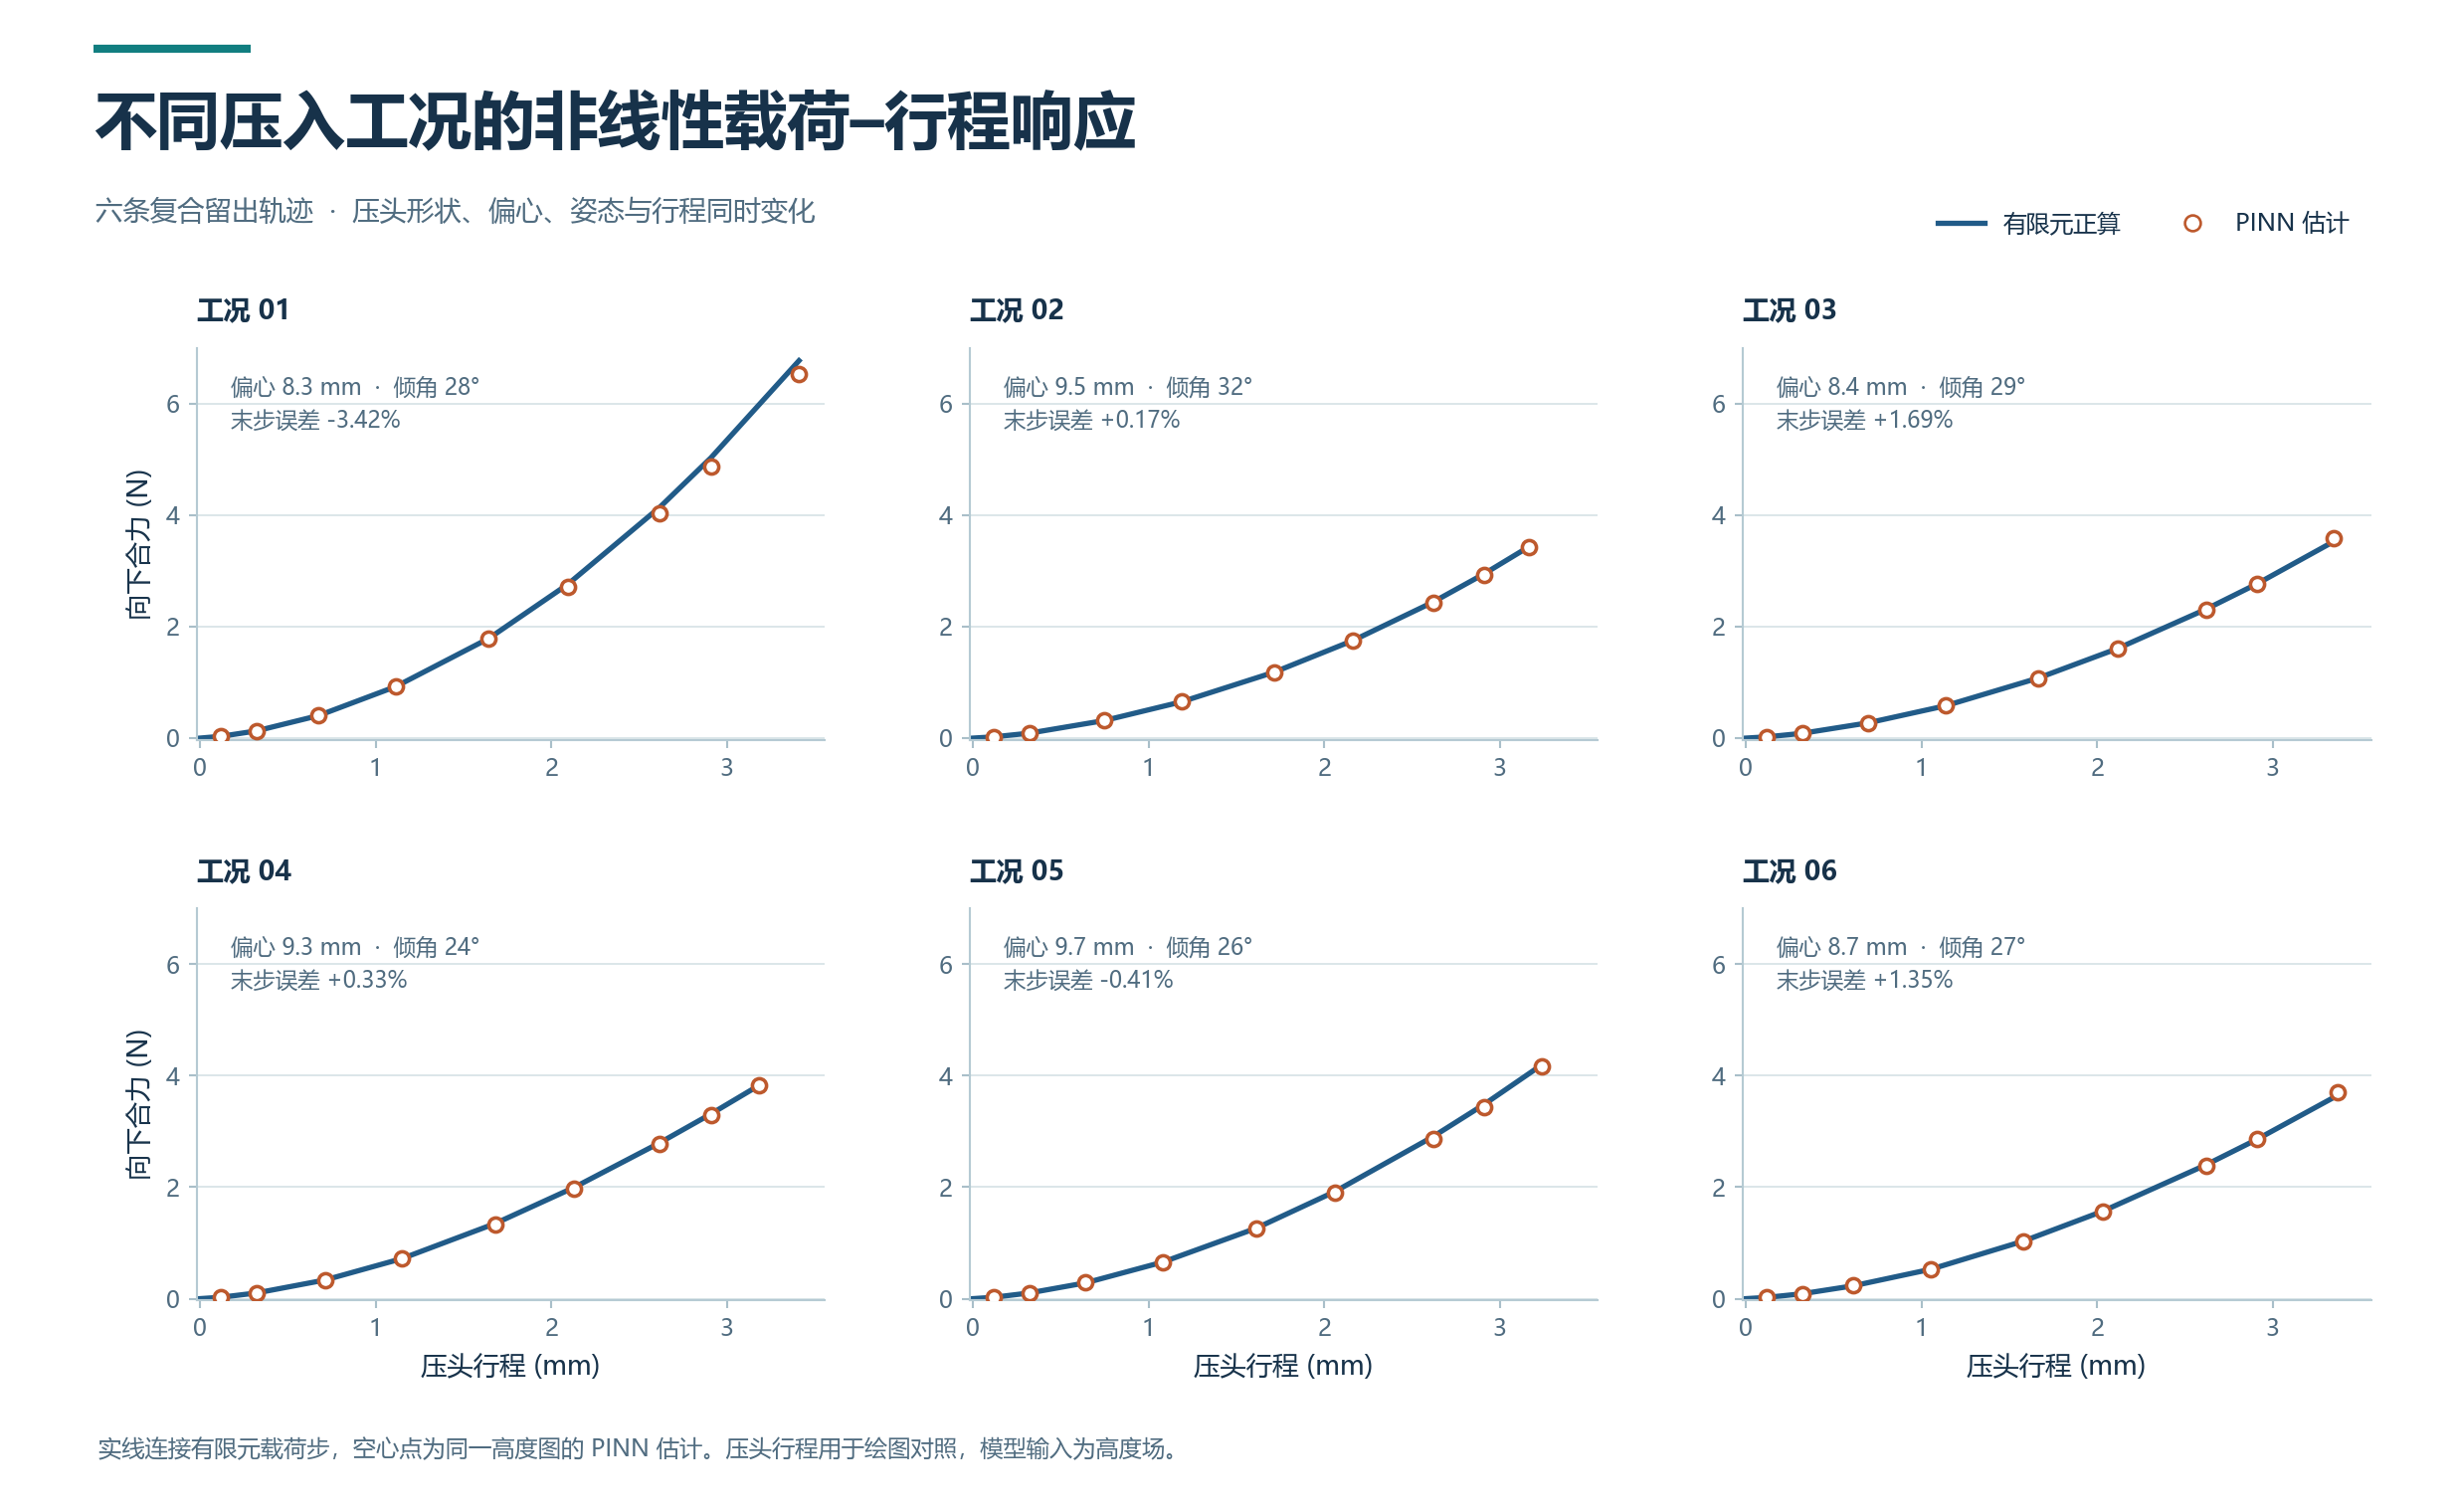 不同压入工况的非线性载荷–行程响应
六条复合留出轨迹 · 压头形状、偏心、姿态与行程同时变化
有限元正算
PINN 估计
工况 01
偏心 8.3 mm · 倾角 28°
末步误差 -3.42%
向下合力 (N)
6
4
2
0
0 1 2 3
工况 02
偏心 9.5 mm · 倾角 32°
末步误差 +0.17%
6
4
2
0
0 1 2 3
工况 03
偏心 8.4 mm · 倾角 29°
末步误差 +1.69%
6
4
2
0
0 1 2 3
工况 04
偏心 9.3 mm · 倾角 24°
末步误差 +0.33%
向下合力 (N)
6
4
2
0
0 1 2 3
压头行程 (mm)
工况 05
偏心 9.7 mm · 倾角 26°
末步误差 -0.41%
6
4
2
0
0 1 2 3
压头行程 (mm)
工况 06
偏心 8.7 mm · 倾角 27°
末步误差 +1.35%
6
4
2
0
0 1 2 3
压头行程 (mm)
实线连接有限元载荷步，空心点为同一高度图的 PINN 估计。压头行程用于绘图对照，模型输入为高度场。